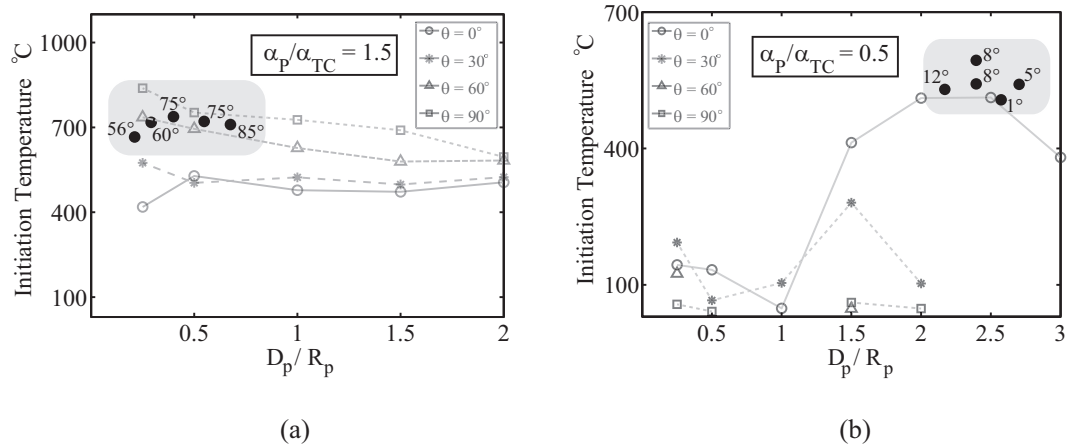 1100
1000
700
400
100
Initiation Temperature °C
α_P/α_TC = 1.5
θ = 0°
θ = 30°
θ = 60°
θ = 90°
56°
60°
75°
75°
85°
0.5
1
1.5
2
D_p/ R_p
(a)
700
400
100
Initiation Temperature °C
θ = 0°
θ = 30°
θ = 60°
θ = 90°
α_P/α_TC = 0.5
8°
12°
8°
5°
1°
0.5
1
1.5
2
2.5
3
D_p/ R_p
(b)